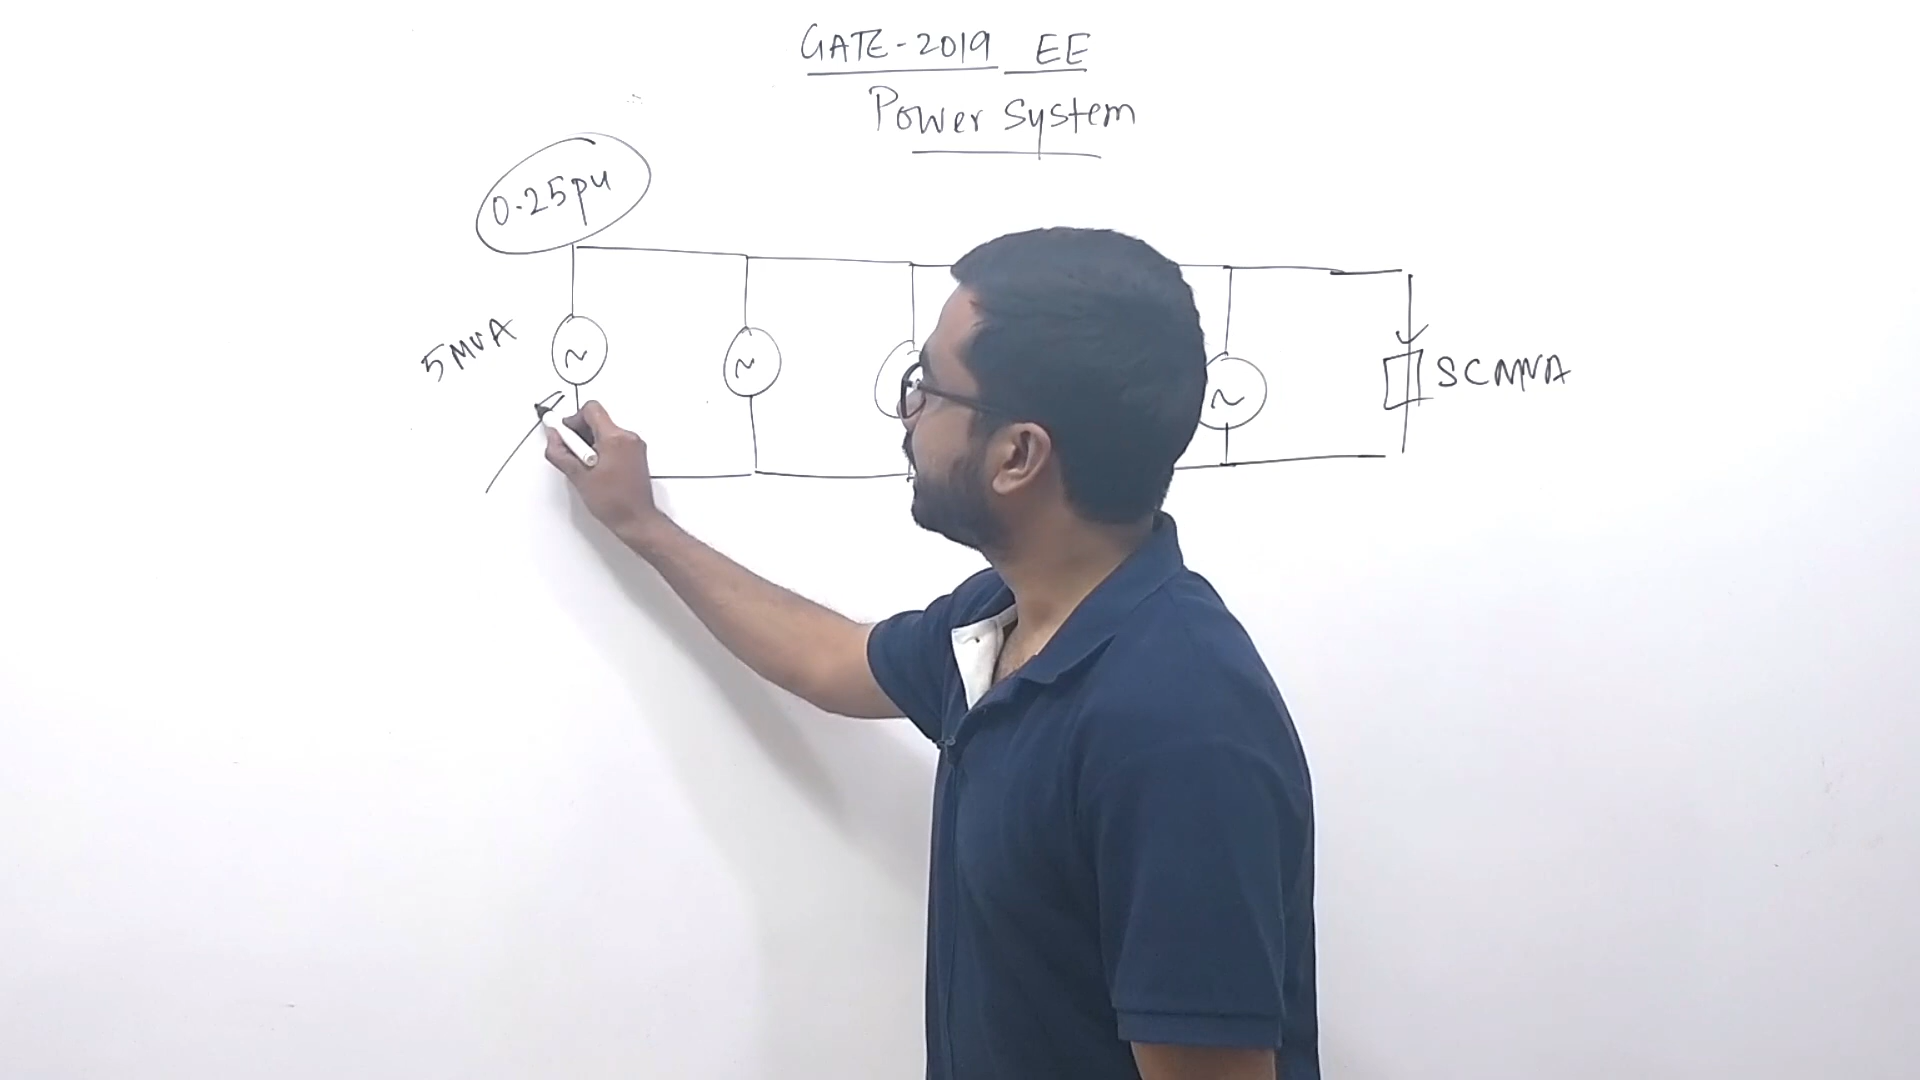 GATE-2019 EE
Power System
0.25pu
5MVA
SCMVA
~
~
~